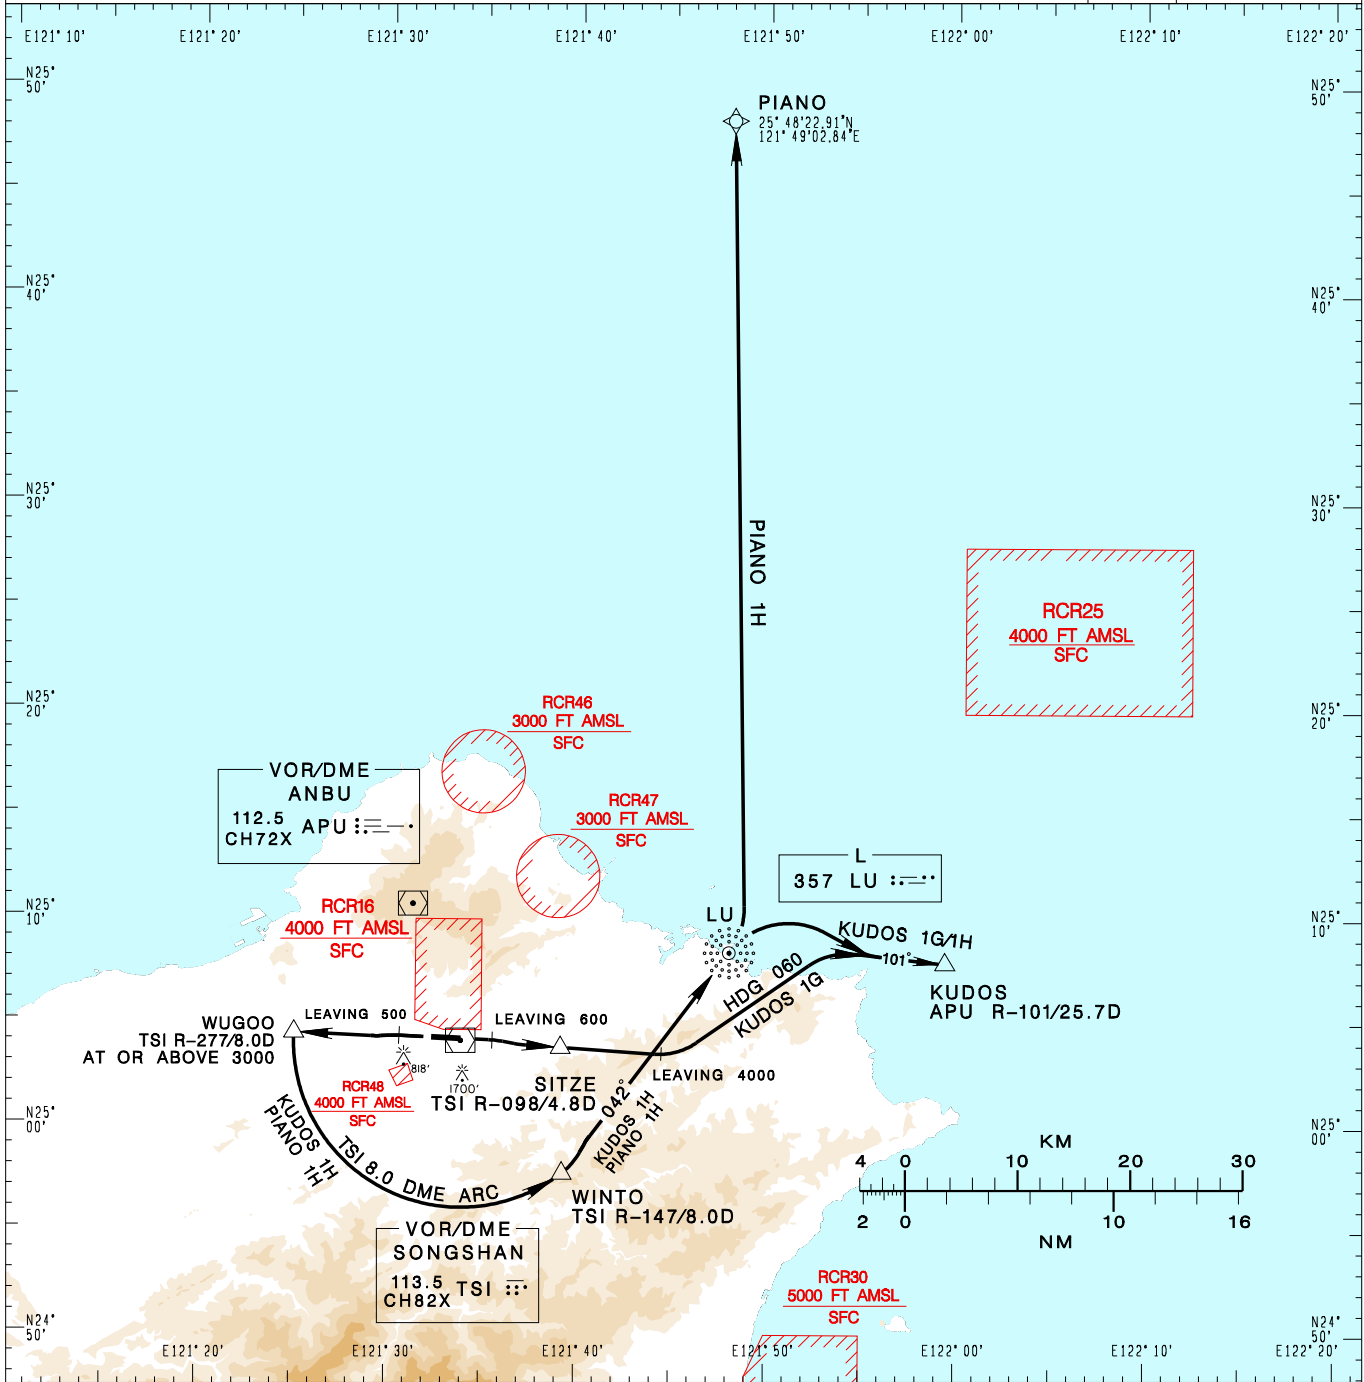 E121° 10' E121° 20' E121° 30' E121° 40' E121° 50' E122° 00' E122° 10' E122° 20'
N25°
50'
N25°
50'
PIANO
25° 48'22.91"N
121° 49'02.84"E
N25°
40'
N25°
40'
N25°
30'
N25°
30'
PIANO 1H
RCR25
4000 FT AMSL
SFC
N25°
20'
N25°
20'
RCR46
3000 FT AMSL
SFC
VOR/DME
ANBU
112.5
CH72X
APU
RCR47
3000 FT AMSL
SFC
L
357 LU
N25°
10'
N25°
10'
RCR16
4000 FT AMSL
SFC
LU
KUDOS 1G/1H
101°
HDG 060
KUDOS 1G
KUDOS
APU R-101/25.7D
WUGOO
TSI R-277/8.0D
AT OR ABOVE 3000
LEAVING 500
LEAVING 600
818'
1700'
SITZE
TSI R-098/4.8D
LEAVING 4000
RCR48
4000 FT AMSL
SFC
042°
KUDOS 1H
PIANO 1H
KUDOS 1H
PIANO 1H
TSI 8.0 DME ARC
WINTO
TSI R-147/8.0D
N25°
00'
N25°
00'
KM
4 0 10 20 30
2 0 10 16
NM
VOR/DME
SONGSHAN
113.5
CH82X
TSI
RCR30
5000 FT AMSL
SFC
N24°
50'
N24°
50'
E121° 20' E121° 30' E121° 40' E121° 50' E122° 00' E122° 10' E122° 20'